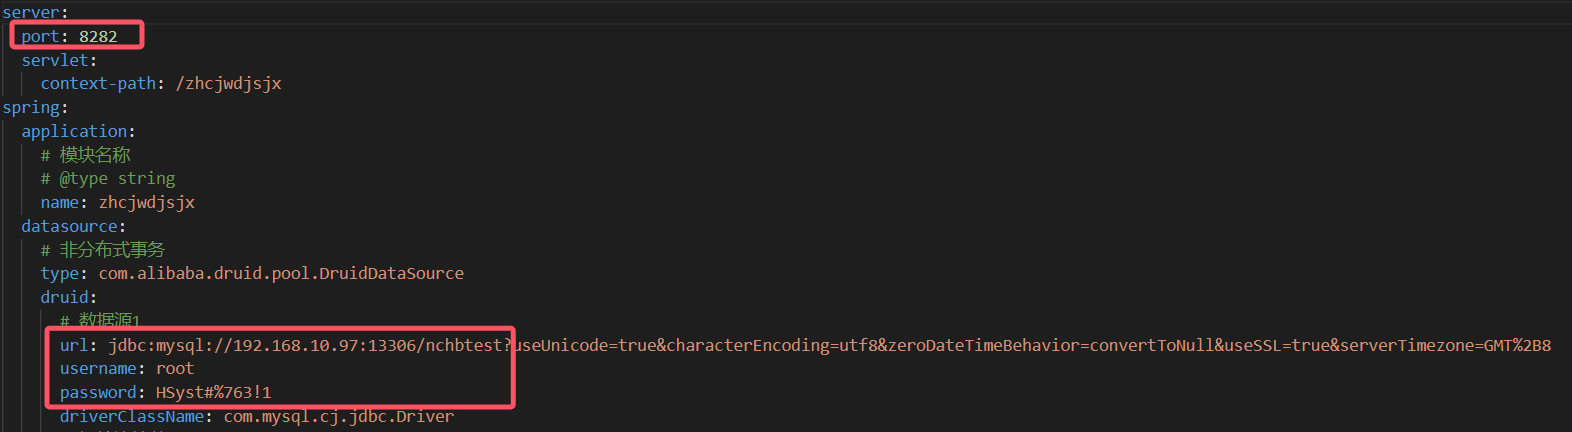 server:
port: 8282
servlet:
context-path: /zhcjwdjsjx
spring:
application:
# 模块名称
# @type string
name: zhcjwdjsjx
datasource:
# 非分布式事务
type: com.alibaba.druid.pool.DruidDataSource
druid:
# 数据源1
url: jdbc:mysql://192.168.10.97:13306/nchbtest?useUnicode=true&characterEncoding=utf8&zeroDateTimeBehavior=convertToNull&useSSL=true&serverTimezone=GMT%2B8
username: root
password: HSyst#%763!1
driverClassName: com.mysql.cj.jdbc.Driver